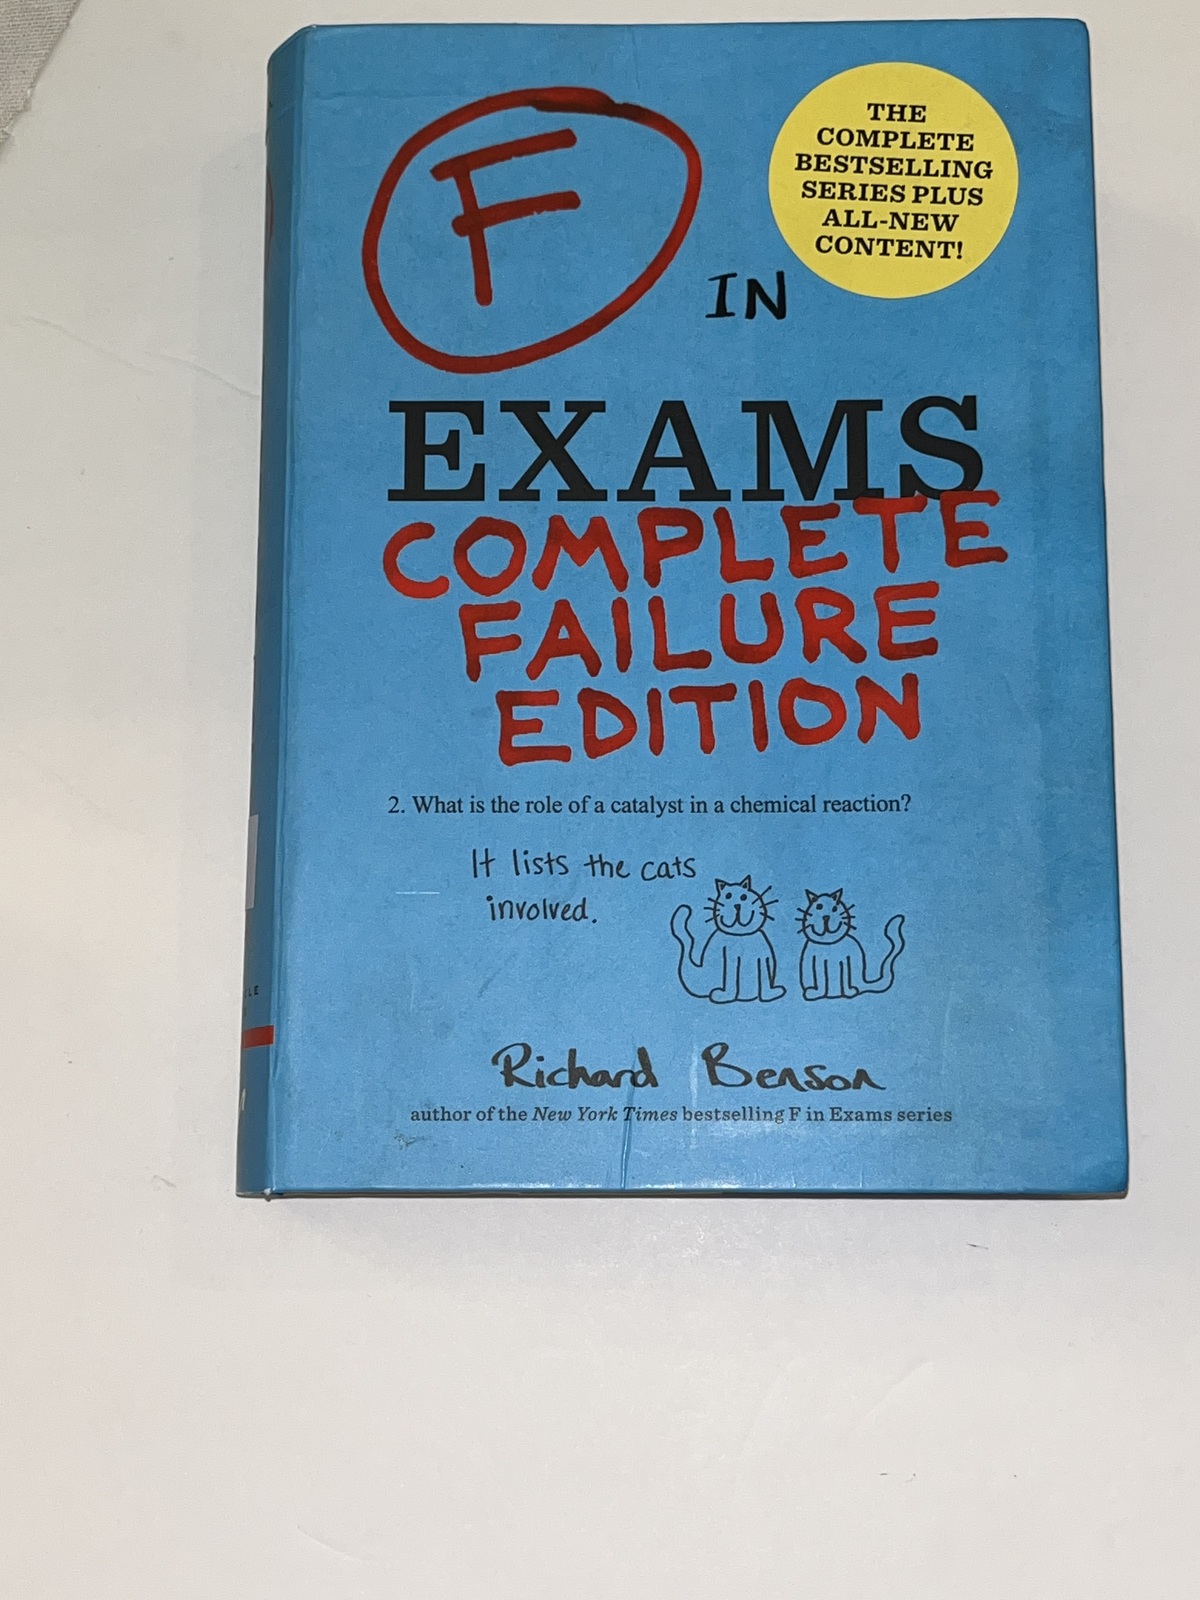 F
IN
THE
COMPLETE
BESTSELLING
SERIES PLUS
ALL-NEW
CONTENT!
EXAMS
COMPLETE
FAILURE
EDITION
2. What is the role of a catalyst in a chemical reaction?
It lists the cats
involved.
Richard Benson
author of the New York Times bestselling F in Exams series